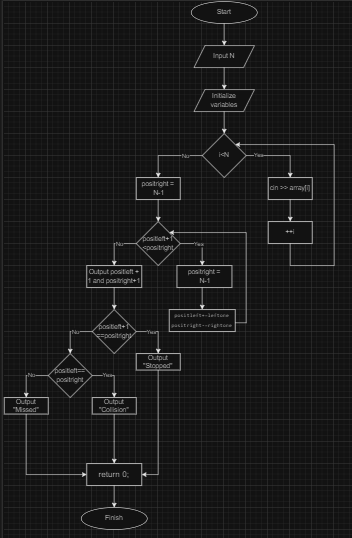 Start
Input N
Initialize
variables
i<N
No
Yes
positright =
N-1
cin >> array[i]
++i
positleft+1
<positright
No
Yes
Output positleft +
1 and positright+1
positright =
N-1
positleft+=leftone
positright-=rightone
positleft+1
==positright
No
Yes
Output
"Stopped"
positleft==
positright
No
Yes
Output
"Missed"
Output
"Collision"
return 0;
Finish